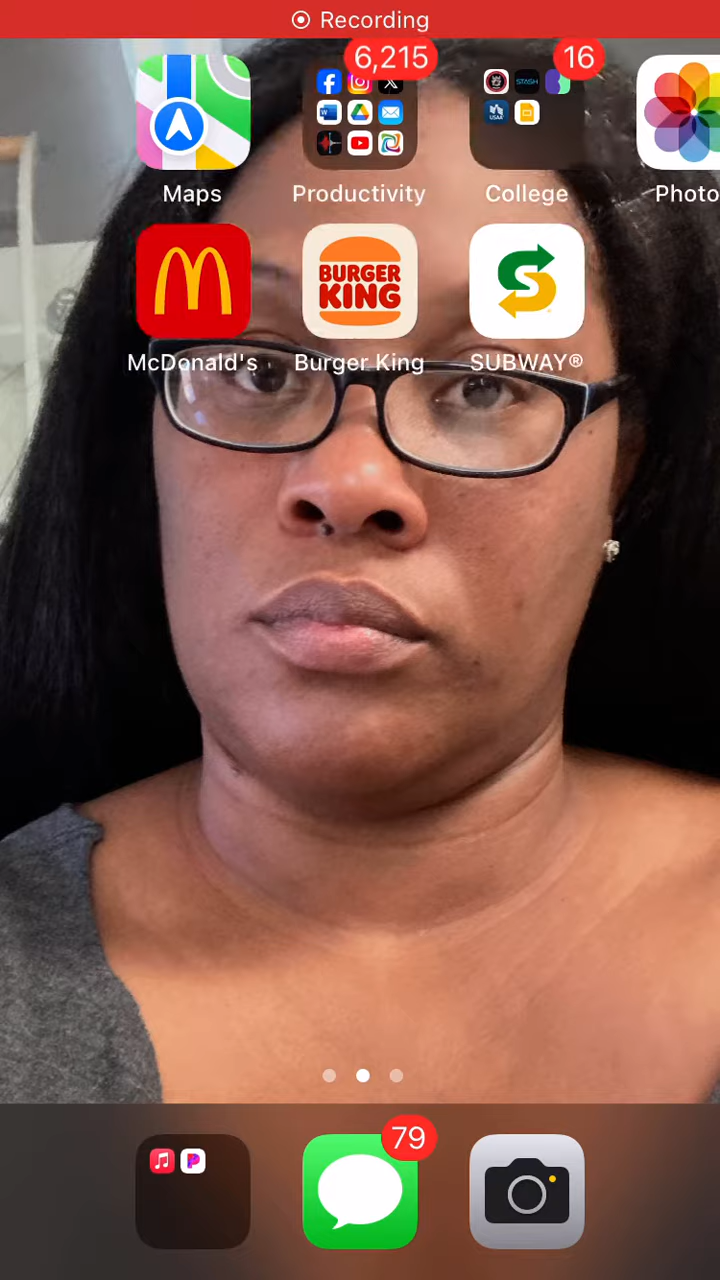 Recording
6,215
16
Maps
Productivity
College
Photo
BURGER
KING
McDonald's
Burger King
SUBWAY®
79